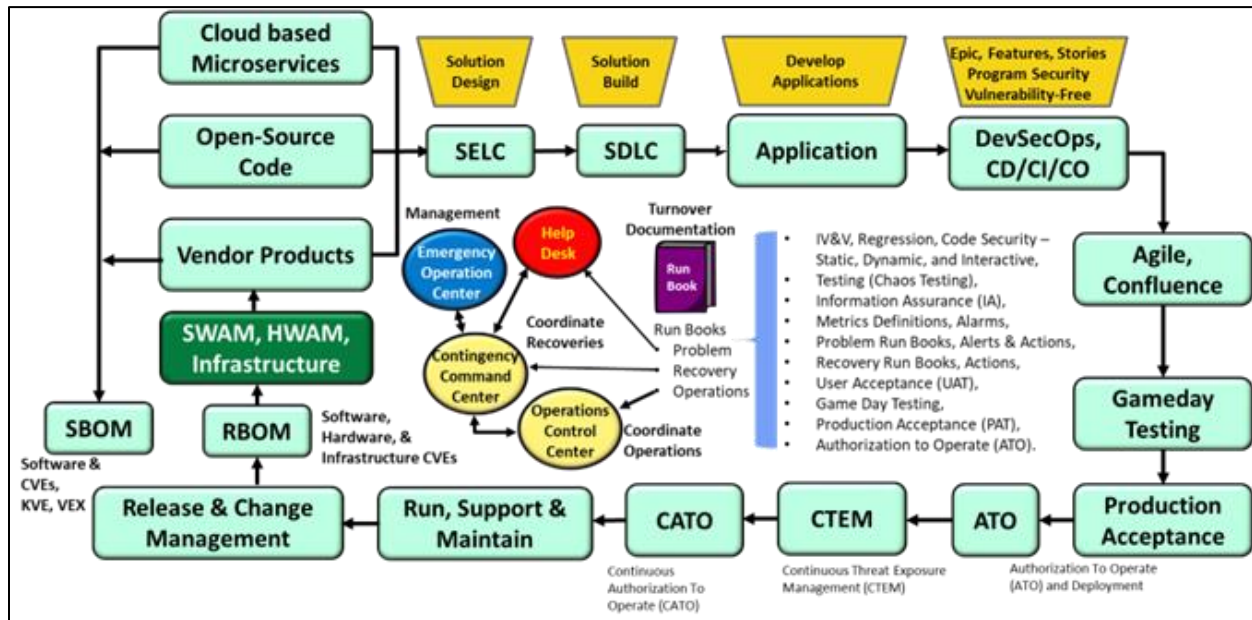 Cloud based
Microservices
Open-Source
Code
Vendor Products
SWAM, HWAM,
Infrastructure
SBOM
Software &
CVEs,
KVE, VEX
RBOM
Software,
Hardware, &
Infrastructure CVEs
Solution
Design
Solution
Build
Develop
Applications
Epic, Features, Stories
Program Security
Vulnerability-Free
SELC
SDLC
Application
DevSecOps,
CD/CI/CO
Management
Emergency
Operation
Center
Help
Desk
Contingency
Command
Center
Coordinate
Recoveries
Operations
Control
Center
Coordinate
Operations
Turnover
Documentation
Run
Book
Run Books
• Problem
• Recovery
• Operations
• IV&V, Regression, Code Security –
Static, Dynamic, and Interactive,
• Testing (Chaos Testing),
• Information Assurance (IA),
• Metrics Definitions, Alarms,
• Problem Run Books, Alerts & Actions,
• Recovery Run Books, Actions,
• User Acceptance (UAT),
• Game Day Testing,
• Production Acceptance (PAT),
• Authorization to Operate (ATO).
Agile,
Confluence
Gameday
Testing
Production
Acceptance
ATO
Authorization To Operate
(ATO) and Deployment
CTEM
Continuous Threat Exposure
Management (CTEM)
CATO
Continuous
Authorization To
Operate (CATO)
Run, Support &
Maintain
Release & Change
Management